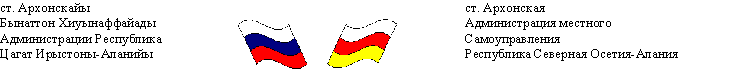 ст. Архонскайы
Бынаттон Хиуынаффайады
Администрации Республика
Цагат Ирыстоны-Аланийы
ст. Архонская
Администрация местного
Самоуправления
Республика Северная Осетия-Алания